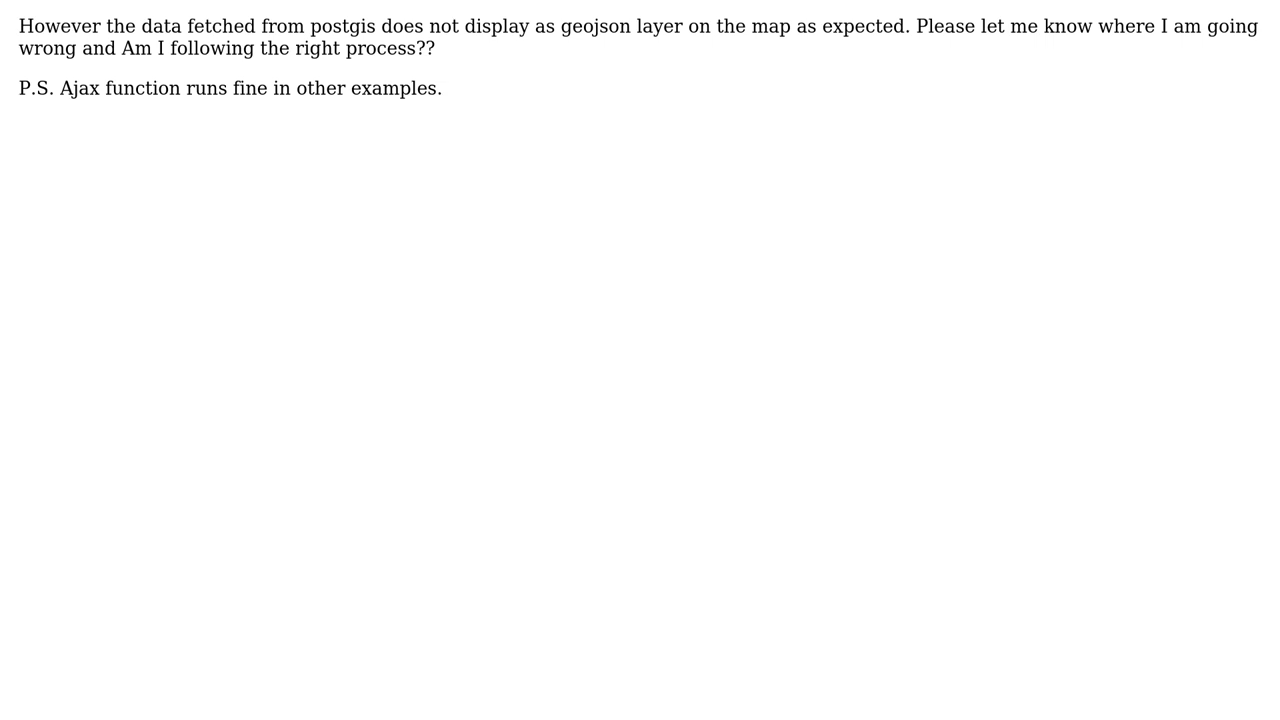 However the data fetched from postgis does not display as geojson layer on the map as expected. Please let me know where I am going
wrong and Am I following the right process??
P.S. Ajax function runs fine in other examples.